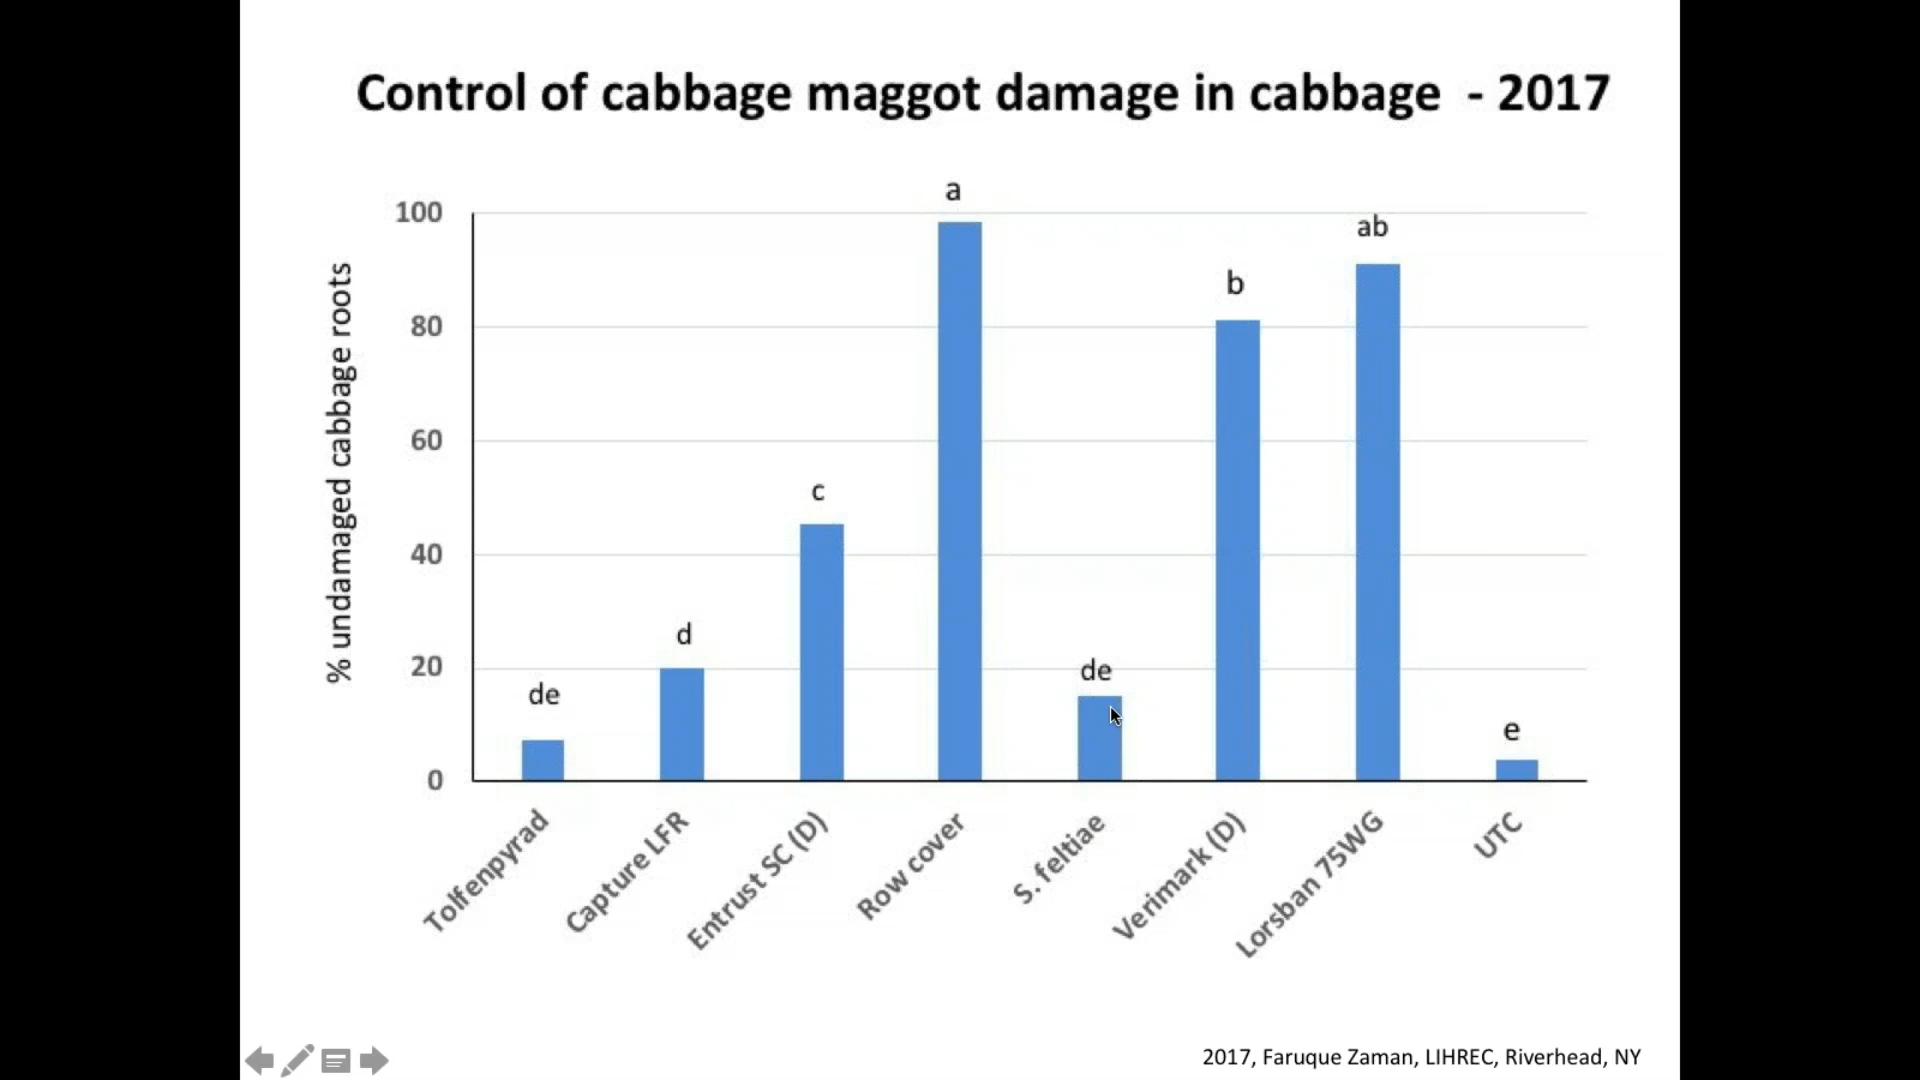 Control of cabbage maggot damage in cabbage - 2017
% undamaged cabbage roots
100
80
60
40
20
0
de
d
c
a
de
b
ab
e
Tolfenpyrad
Capture LFR
Entrust SC (D)
Row cover
S. feltiae
Verimark (D)
Lorsban 75WG
UTC
2017, Faruque Zaman, LIHREC, Riverhead, NY